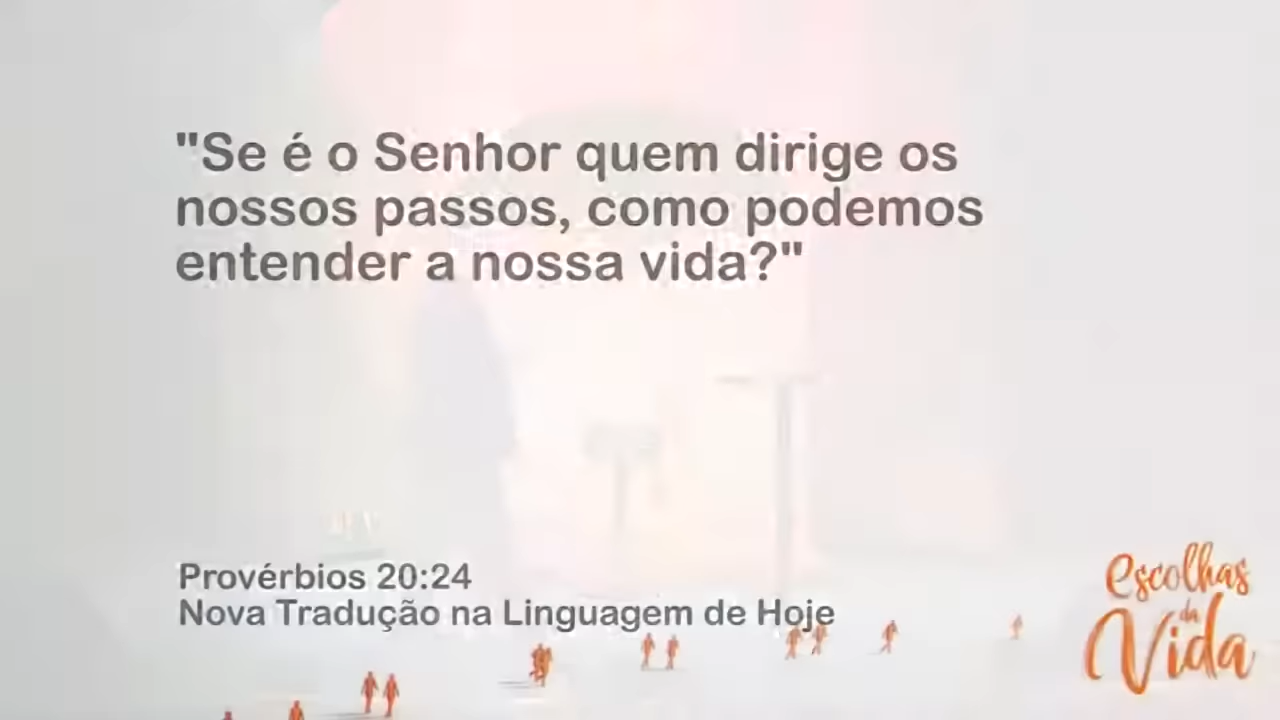 "Se é o Senhor quem dirige os
nossos passos, como podemos
entender a nossa vida?"
Provérbios 20:24
Nova Tradução na Linguagem de Hoje
Escolhas
da
Vida